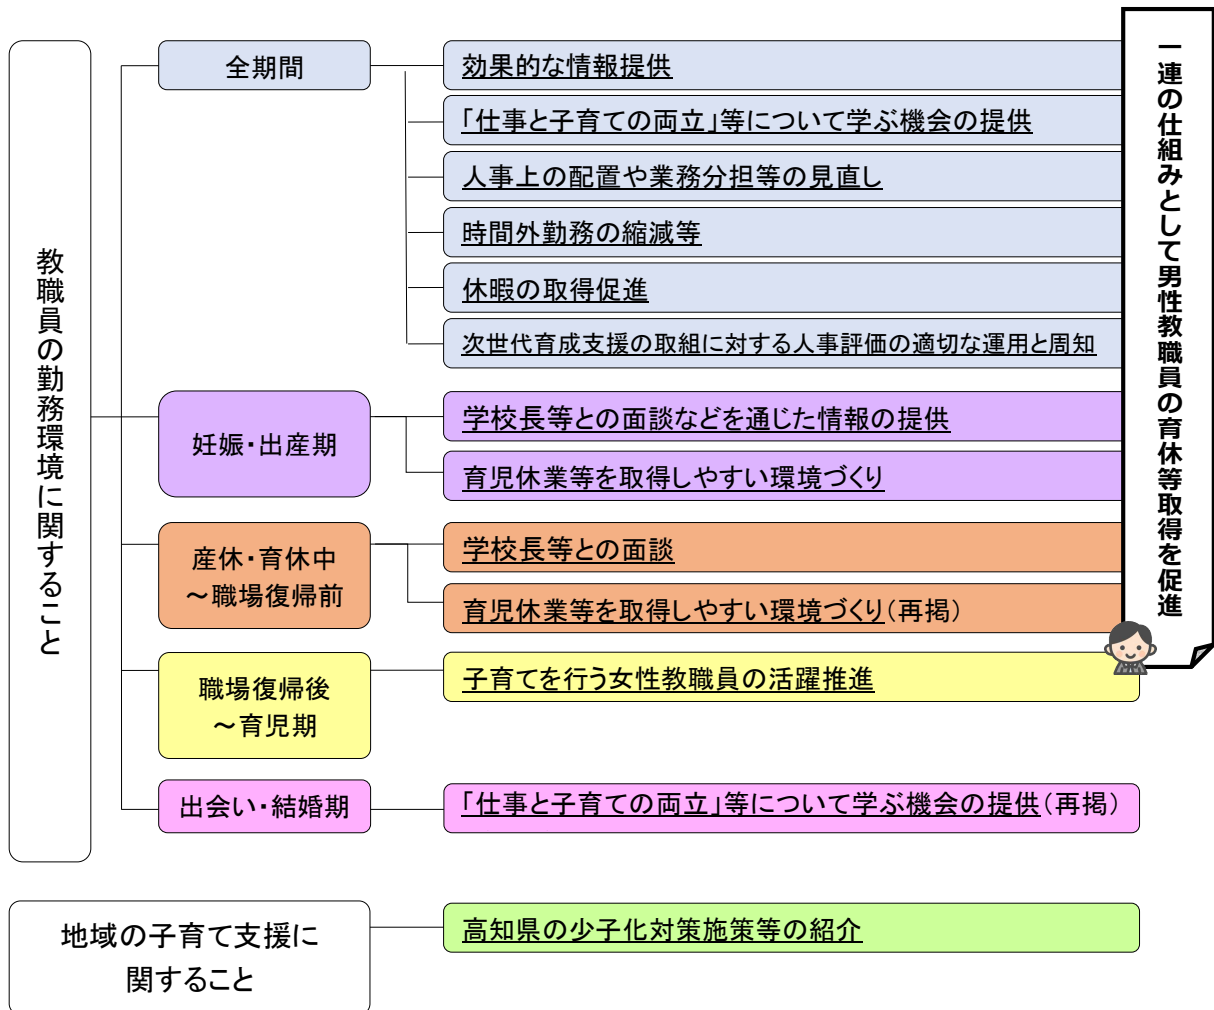 教職員の勤務環境に関すること
全期間
効果的な情報提供
「仕事と子育ての両立」等について学ぶ機会の提供
人事上の配置や業務分担等の見直し
時間外勤務の縮減等
休暇の取得促進
次世代育成支援の取組に対する人事評価の適切な運用と周知
妊娠・出産期
学校長等との面談などを通じた情報の提供
育児休業等を取得しやすい環境づくり
産休・育休中
～職場復帰前
学校長等との面談
育児休業等を取得しやすい環境づくり（再掲）
職場復帰後
～育児期
子育てを行う女性教職員の活躍推進
出会い・結婚期
「仕事と子育ての両立」等について学ぶ機会の提供（再掲）
一連の仕組みとして男性教職員の育休等取得を促進
地域の子育て支援に
関すること
高知県の少子化対策施策等の紹介